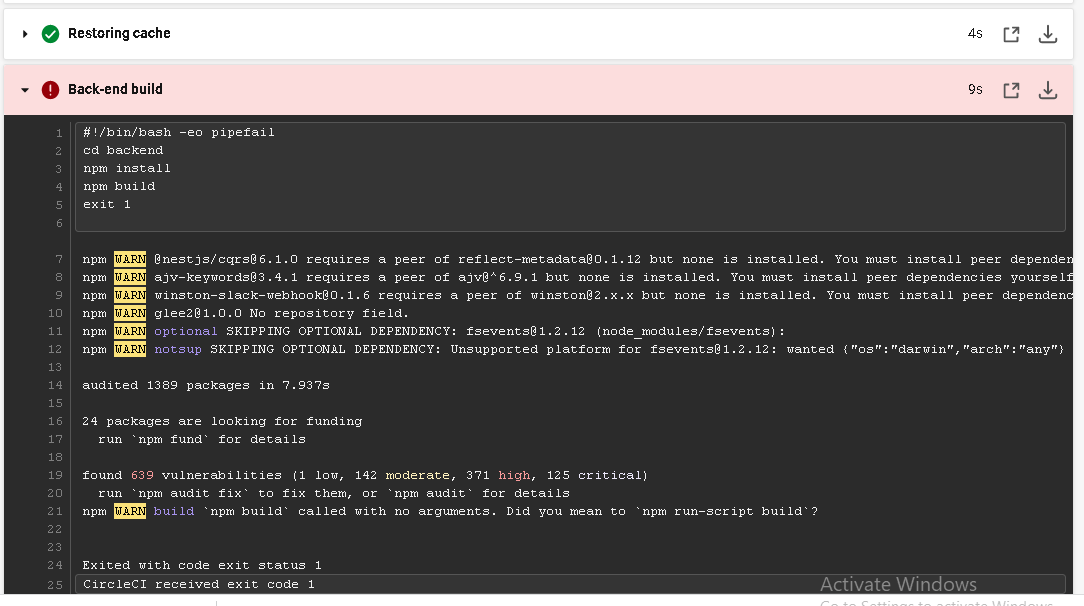 Restoring cache 4s
Back-end build 9s
1 #!/bin/bash -eo pipefail
2 cd backend
3 npm install
4 npm build
5 exit 1
6
7 npm WARN @nestjs/cqrs@6.1.0 requires a peer of reflect-metadata@0.1.12 but none is installed. You must install peer dependen
8 npm WARN ajv-keywords@3.4.1 requires a peer of ajv@^6.9.1 but none is installed. You must install peer dependencies yourself
9 npm WARN winston-slack-webhook@0.1.6 requires a peer of winston@2.x.x but none is installed. You must install peer dependenc
10 npm WARN glee2@1.0.0 No repository field.
11 npm WARN optional SKIPPING OPTIONAL DEPENDENCY: fsevents@1.2.12 (node_modules/fsevents):
12 npm WARN notsup SKIPPING OPTIONAL DEPENDENCY: Unsupported platform for fsevents@1.2.12: wanted {"os":"darwin","arch":"any"}
13
14 audited 1389 packages in 7.937s
15
16 24 packages are looking for funding
17 run `npm fund` for details
18
19 found 639 vulnerabilities (1 low, 142 moderate, 371 high, 125 critical)
20 run `npm audit fix` to fix them, or `npm audit` for details
21 npm WARN build `npm build` called with no arguments. Did you mean to `npm run-script build`?
22
23
24 Exited with code exit status 1
25 CircleCI received exit code 1
Activate Windows
Go to Settings to activate Windows